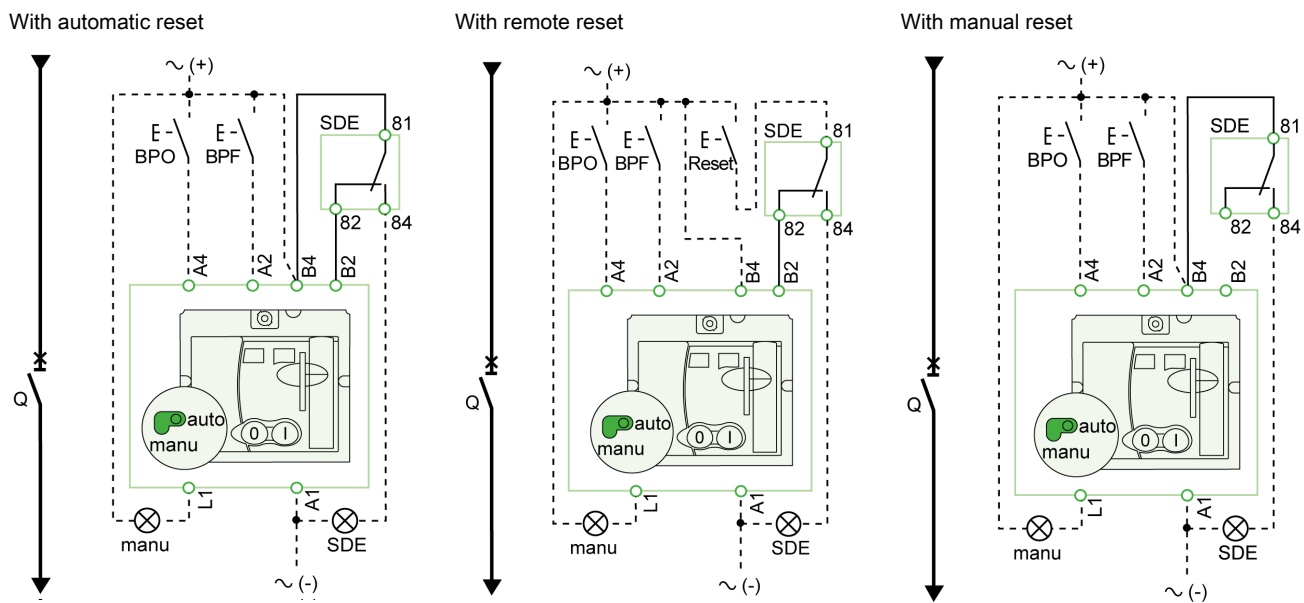 With automatic reset
With remote reset
With manual reset
∼ (+)
SDE
81
BPO
BPF
82
84
A4
A2
B4
B2
Q
auto
manu
0
I
L1
A1
manu
SDE
∼ (-)
∼ (+)
SDE
81
BPO
BPF
Reset
82
84
A4
A2
B4
B2
Q
auto
manu
0
I
L1
A1
manu
SDE
∼ (-)
∼ (+)
SDE
81
BPO
BPF
82
84
A4
A2
B4
B2
Q
auto
manu
0
I
L1
A1
manu
SDE
∼ (-)